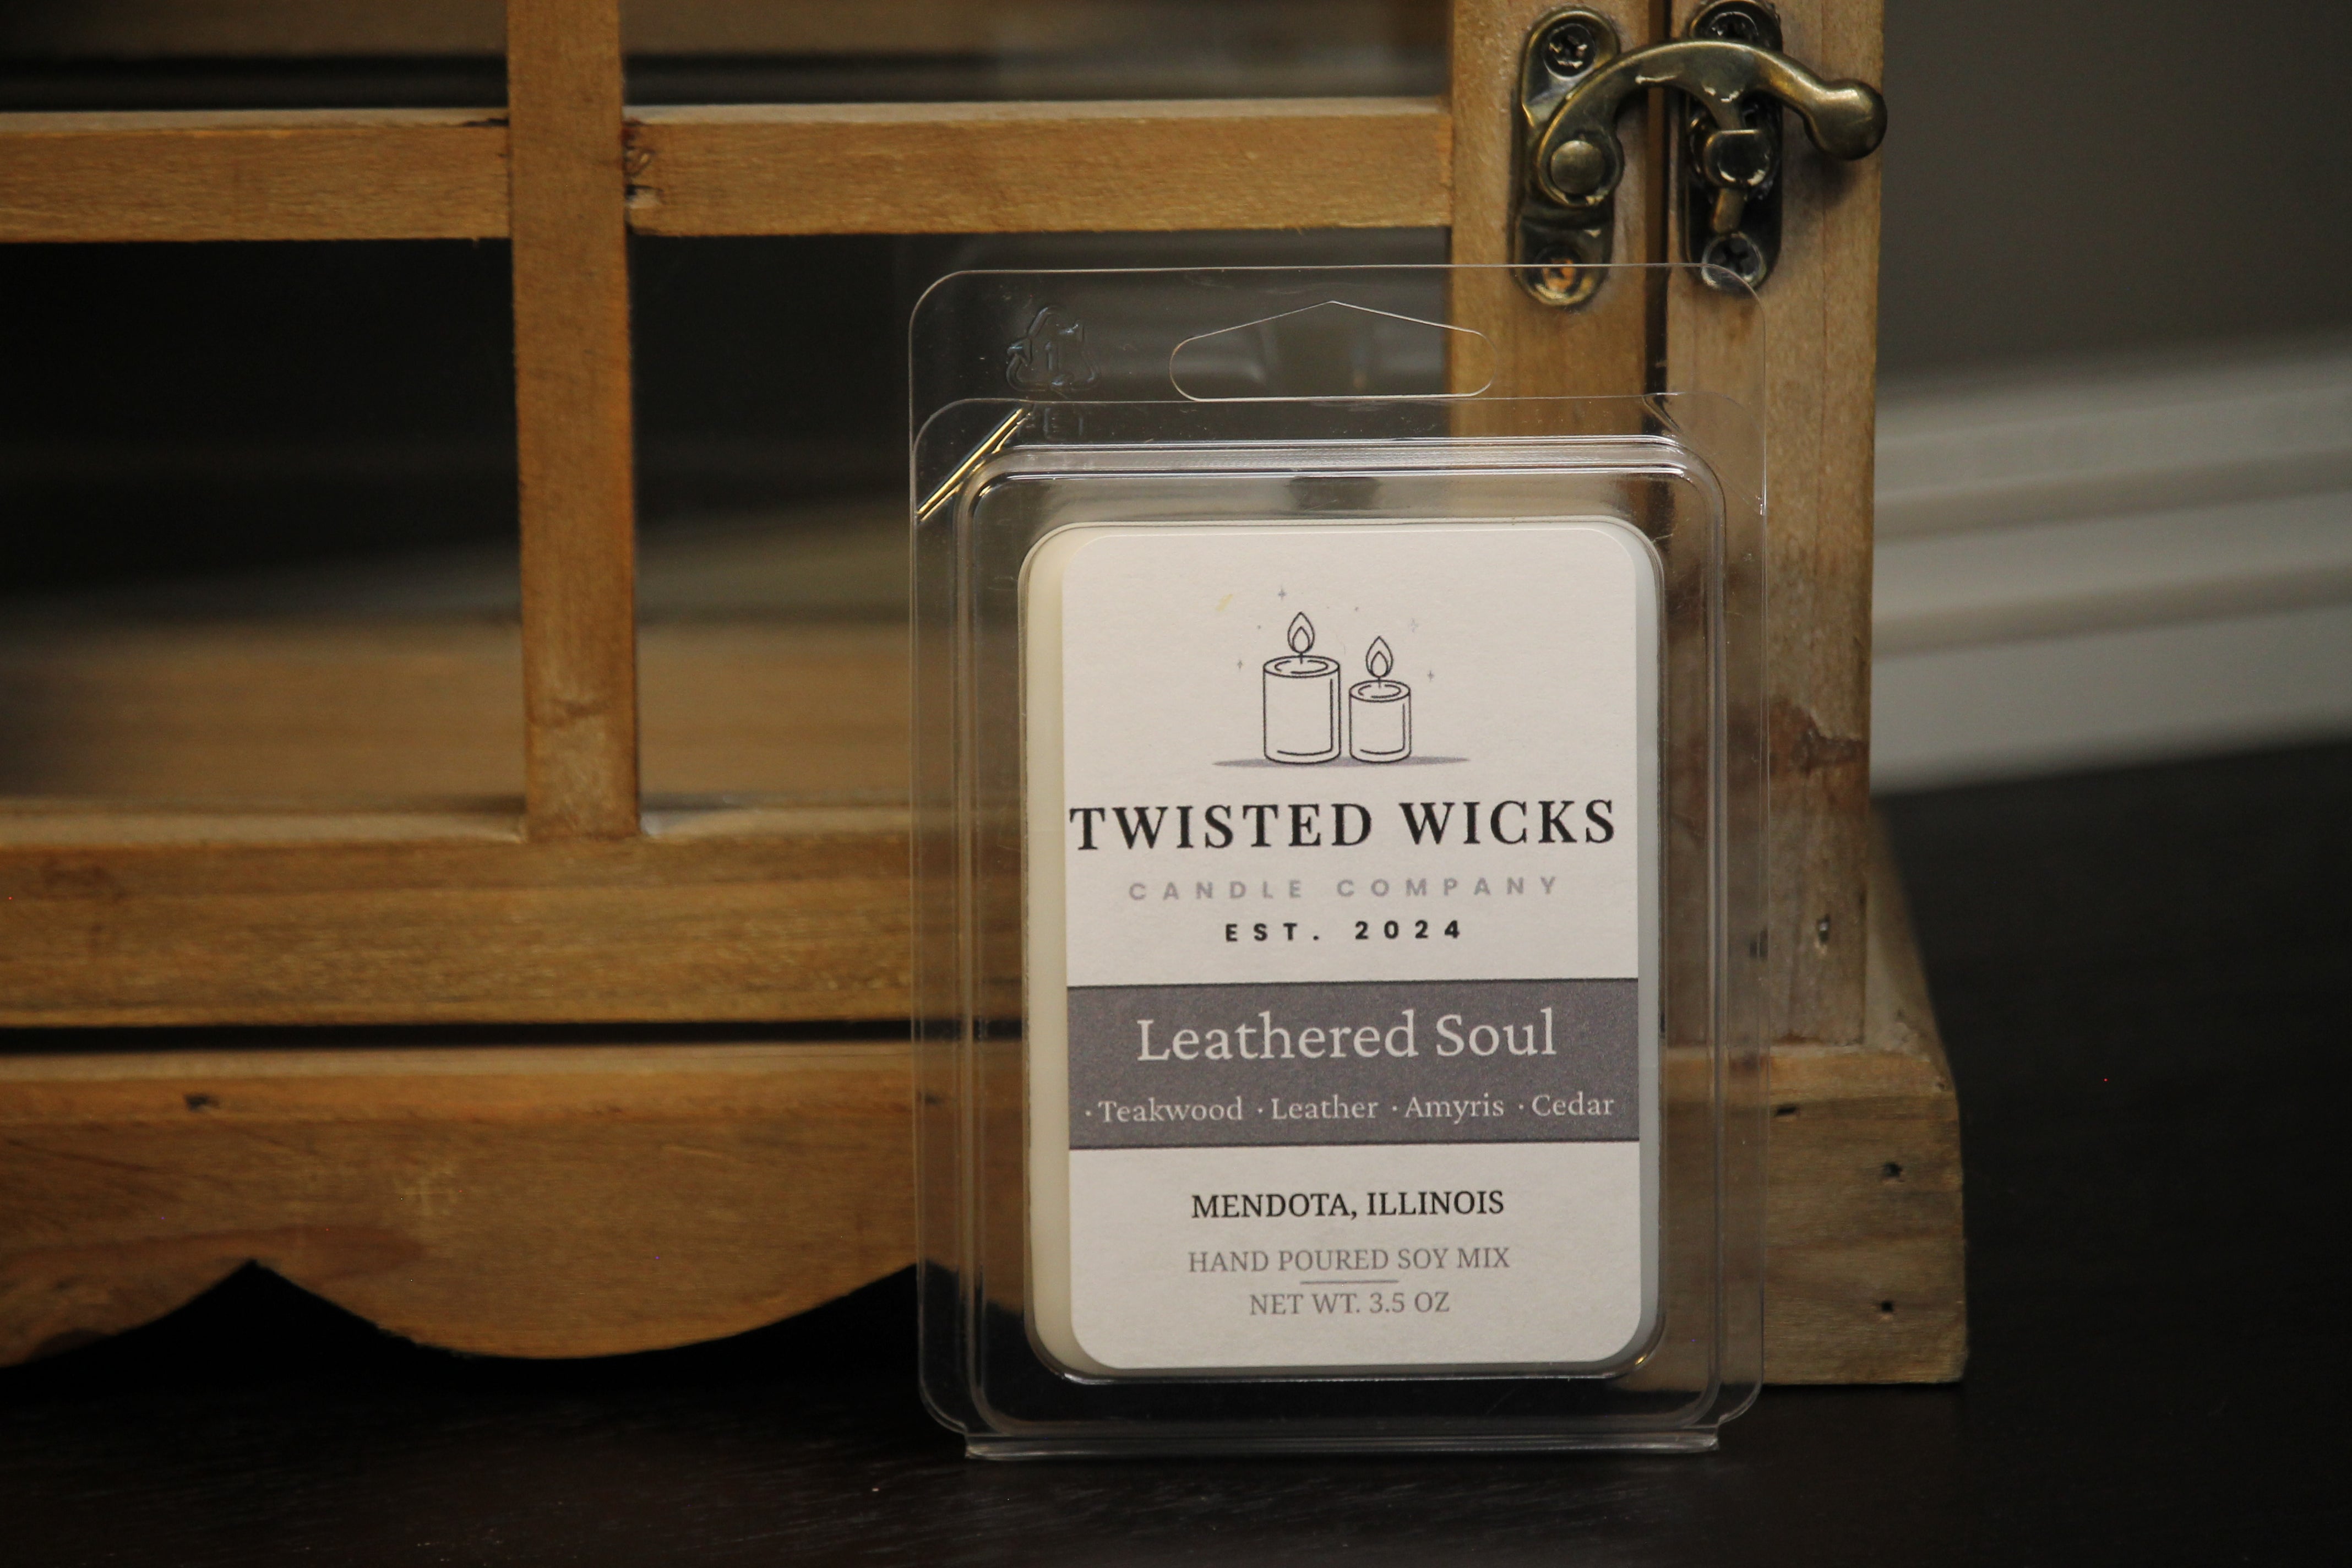 TWISTED WICKS
CANDLE COMPANY
EST. 2024
Leathered Soul
· Teakwood · Leather · Amyris · Cedar
MENDOTA, ILLINOIS
HAND POURED SOY MIX
NET WT. 3.5 OZ